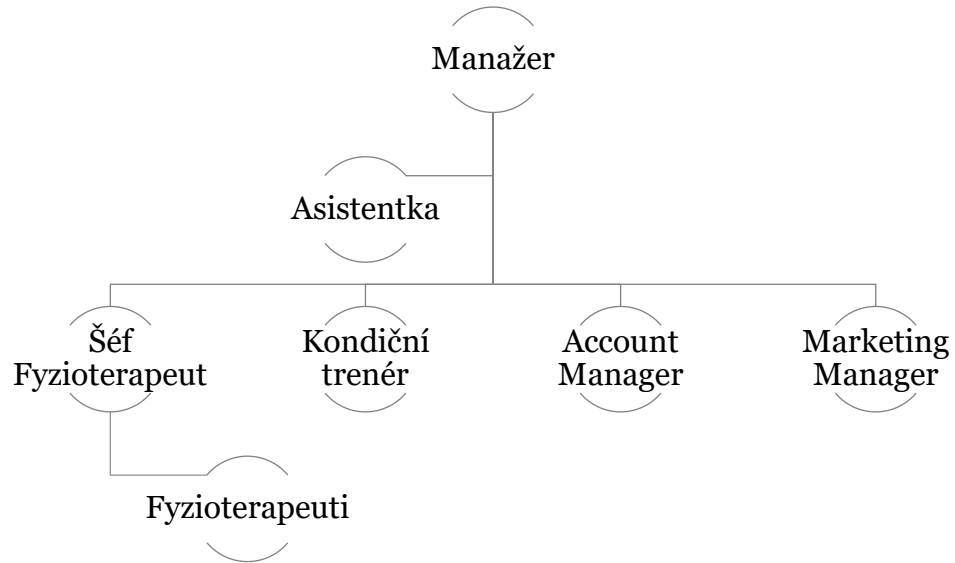 Manažer
Asistentka
Šéf
Fyzioterapeut
Kondiční
trenér
Account
Manager
Marketing
Manager
Fyzioterapeuti